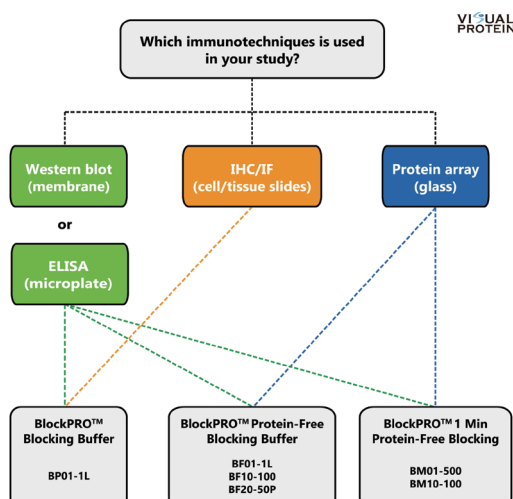 VISUAL
PROTEIN
Which immunotechniques is used
in your study?
Western blot
(membrane)
IHC/IF
(cell/tissue slides)
Protein array
(glass)
or
ELISA
(microplate)
BlockPRO™
Blocking Buffer
BP01-1L
BlockPRO™ Protein-Free
Blocking Buffer
BF01-1L
BF10-100
BF20-50P
BlockPRO™ 1 Min
Protein-Free Blocking
BM01-500
BM10-100